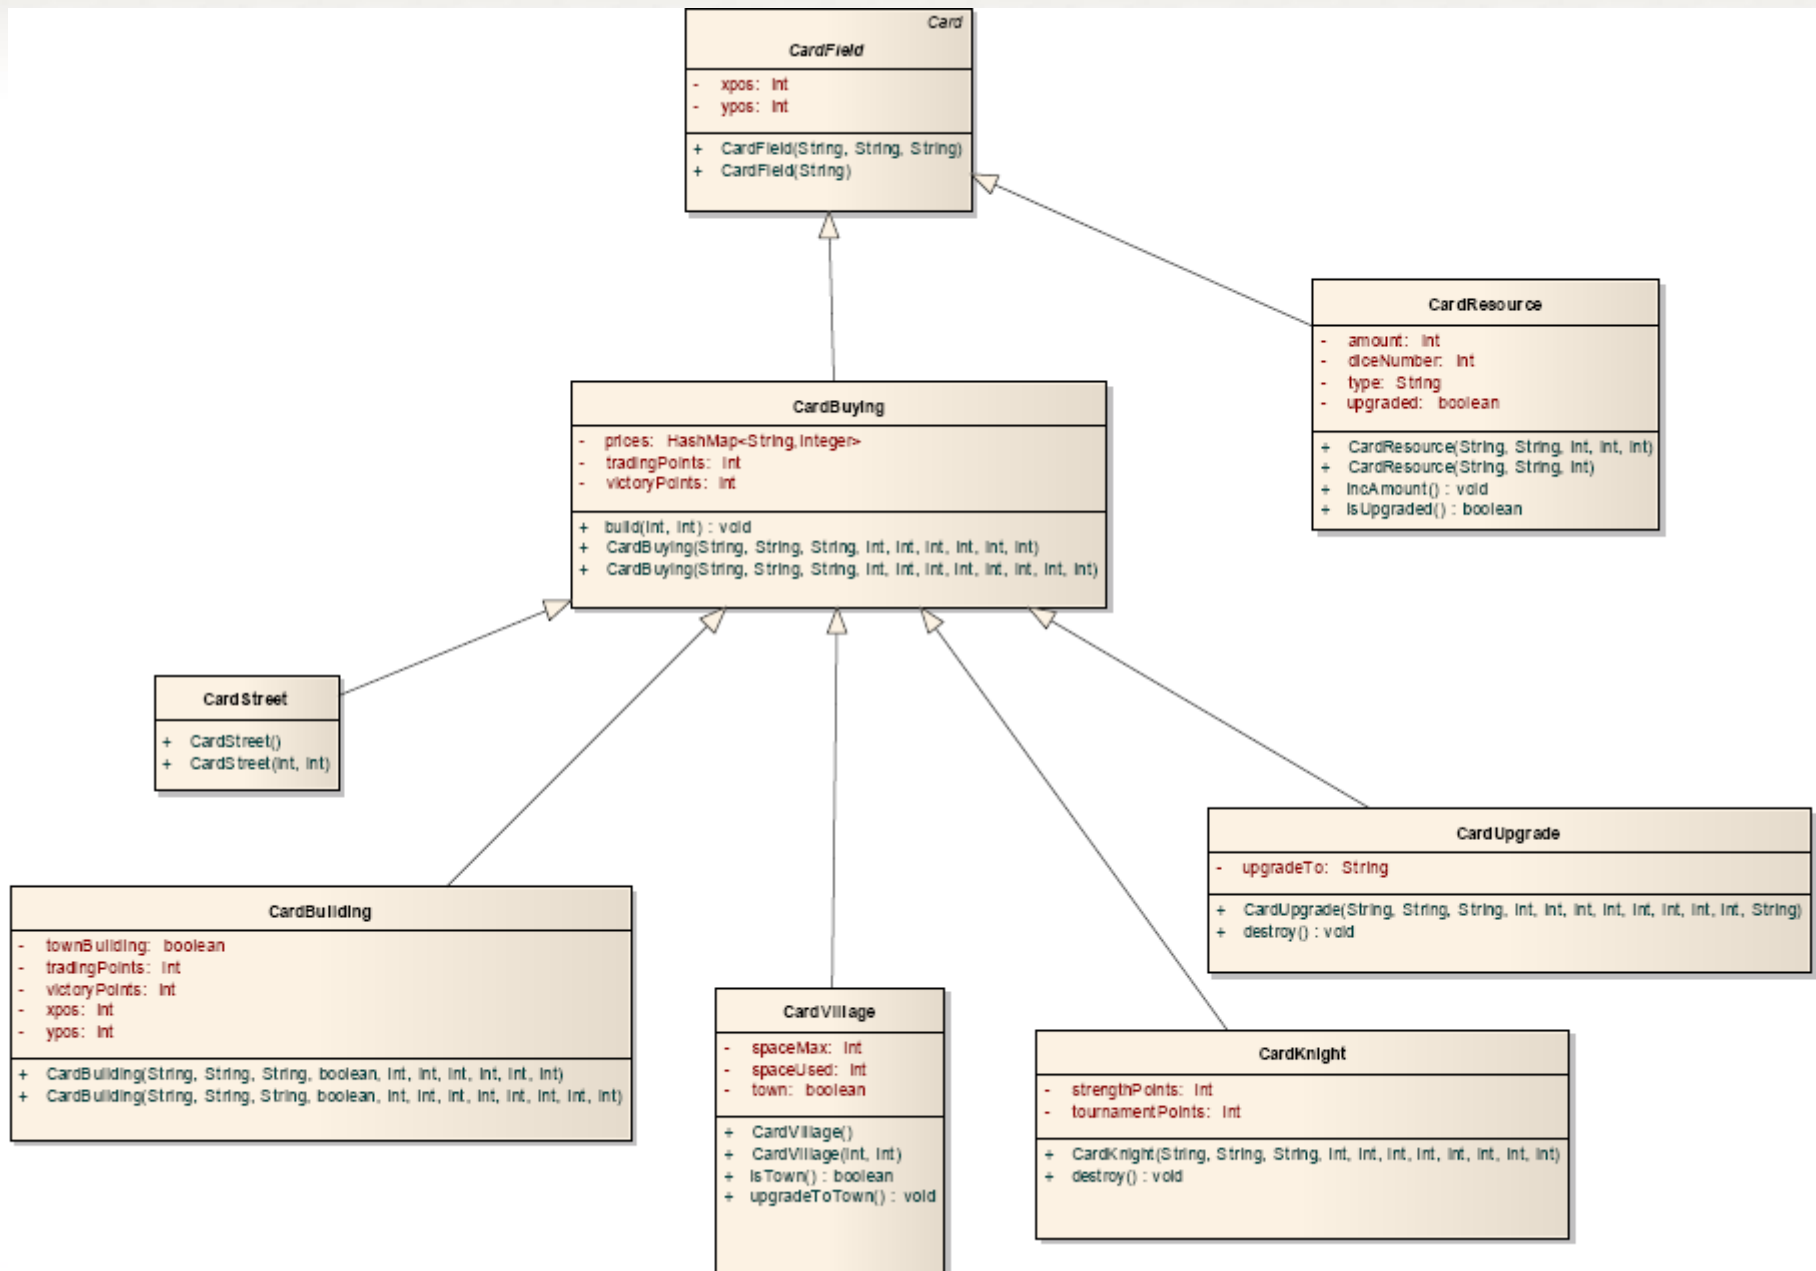 Card
CardField
- xpos: int
- ypos: int
+ CardField(String, String, String)
+ CardField(String)
CardResource
- amount: int
- diceNumber: int
- type: String
- upgraded: boolean
+ CardResource(String, String, int, int, int)
+ CardResource(String, String, int)
+ incAmount() : void
+ isUpgraded() : boolean
CardBuying
- prices: HashMap<String,Integer>
- tradingPoints: int
- victoryPoints: int
+ build(int, int) : void
+ CardBuying(String, String, String, int, int, int, int, int, int)
+ CardBuying(String, String, String, int, int, int, int, int, int, int, int)
CardStreet
+ CardStreet()
+ CardStreet(int, int)
CardBuilding
- townBuilding: boolean
- tradingPoints: int
- victoryPoints: int
- xpos: int
- ypos: int
+ CardBuilding(String, String, String, boolean, int, int, int, int, int, int)
+ CardBuilding(String, String, String, boolean, int, int, int, int, int, int, int, int)
CardVillage
- spaceMax: int
- spaceUsed: int
- town: boolean
+ CardVillage()
+ CardVillage(int, int)
+ isTown() : boolean
+ upgradeToTown() : void
CardKnight
- strengthPoints: int
- tournamentPoints: int
+ CardKnight(String, String, String, int, int, int, int, int, int, int, int)
+ destroy() : void
CardUpgrade
- upgradeTo: String
+ CardUpgrade(String, String, String, int, int, int, int, int, int, int, int, String)
+ destroy() : void